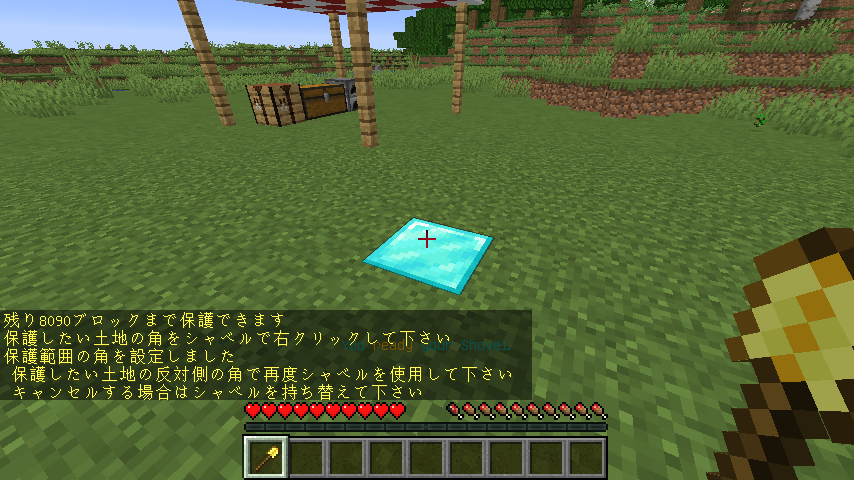 残り8090ブロックまで保護できます
保護したい土地の角をシャベルで右クリックして下さい
保護範囲の角を設定しました
保護したい土地の反対側の角で再度シャベルを使用して下さい
キャンセルする場合はシャベルを持ち替えて下さい
ready your Shovel